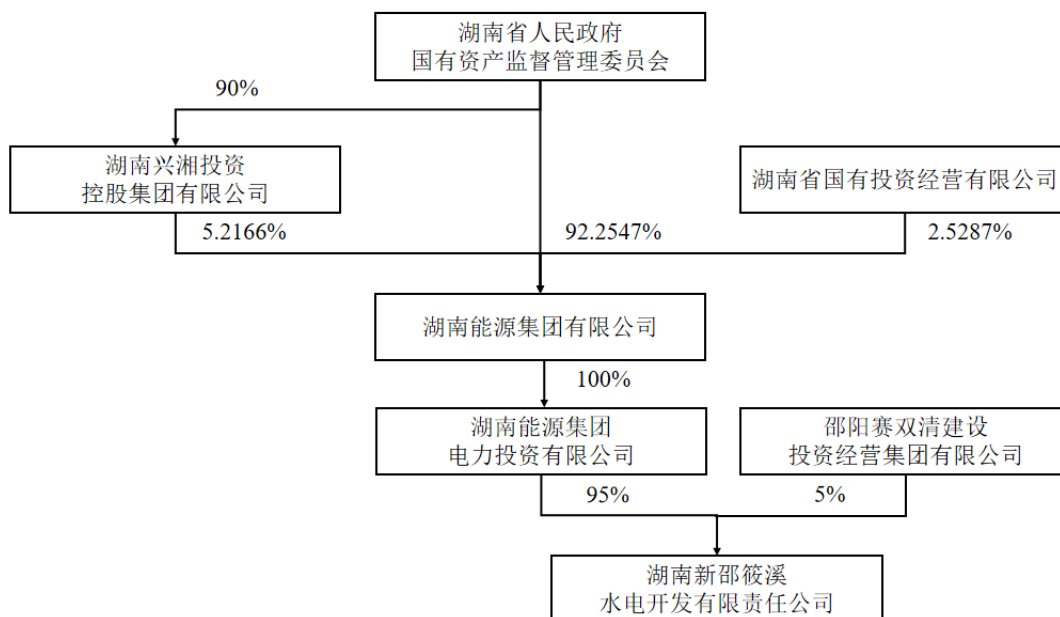 湖南省人民政府
国有资产监督管理委员会
90%
湖南兴湘投资
控股集团有限公司
湖南省国有投资经营有限公司
5.2166%
92.2547%
2.5287%
湖南能源集团有限公司
100%
湖南能源集团
电力投资有限公司
邵阳赛双清建设
投资经营集团有限公司
95%
5%
湖南新邵筱溪
水电开发有限责任公司